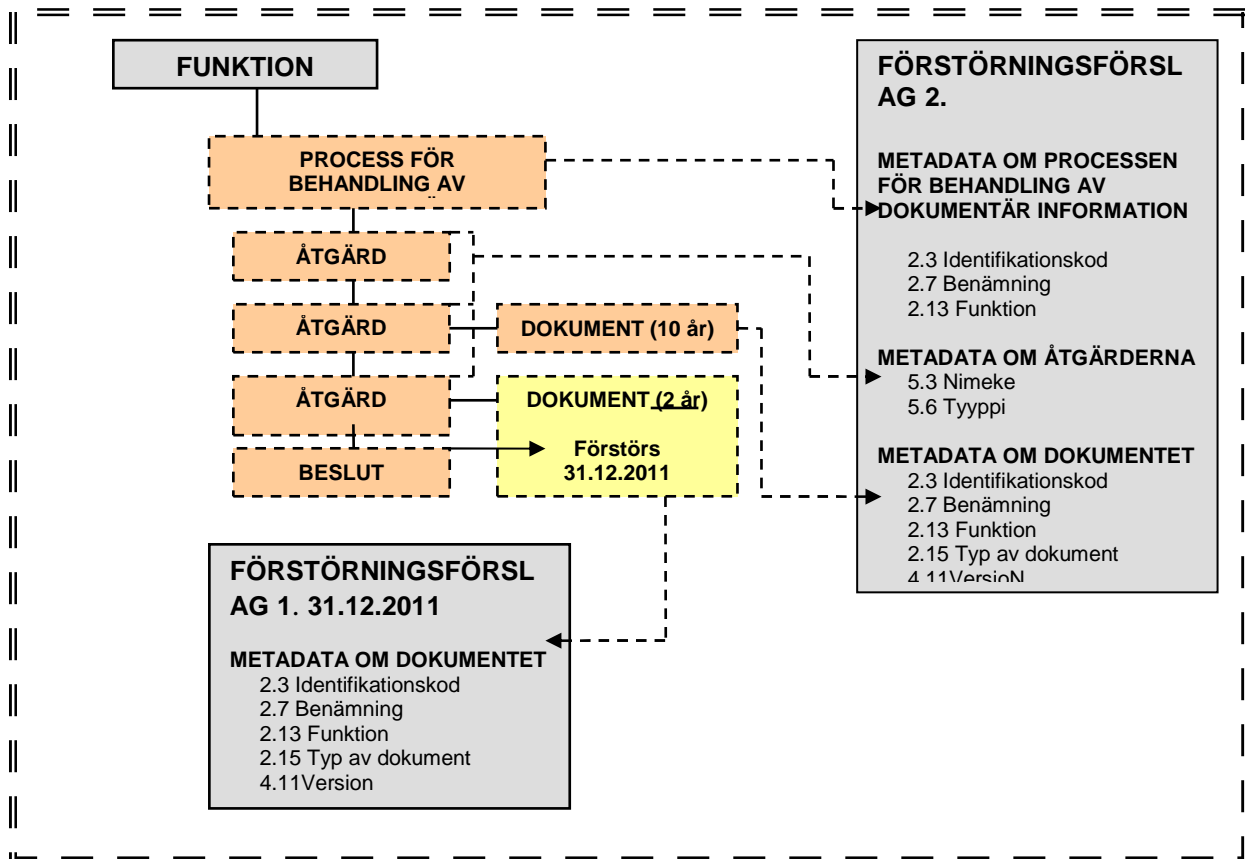 FUNKTION
PROCESS FÖR
BEHANDLING AV
ÅTGÄRD
ÅTGÄRD
DOKUMENT (10 år)
ÅTGÄRD
DOKUMENT (2 år)
Förstörs
31.12.2011
BESLUT
FÖRSTÖRNINGSFÖRSL
AG 1. 31.12.2011
METADATA OM DOKUMENTET
2.3 Identifikationskod
2.7 Benämning
2.13 Funktion
2.15 Typ av dokument
4.11Version
FÖRSTÖRNINGSFÖRSL
AG 2.
METADATA OM PROCESSEN
FÖR BEHANDLING AV
DOKUMENTÄR INFORMATION
2.3 Identifikationskod
2.7 Benämning
2.13 Funktion
METADATA OM ÅTGÄRDERNA
5.3 Nimeke
5.6 Tyyppi
METADATA OM DOKUMENTET
2.3 Identifikationskod
2.7 Benämning
2.13 Funktion
2.15 Typ av dokument
4.11VersioN